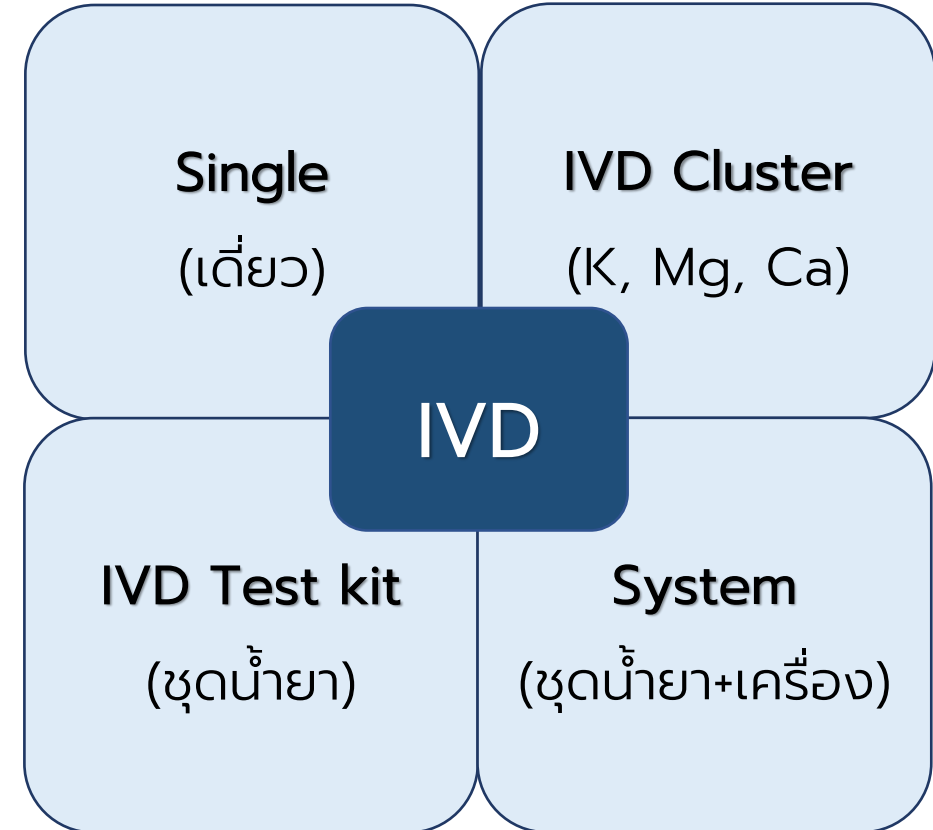 Single
(เดี่ยว)
IVD Cluster
(K, Mg, Ca)
IVD
IVD Test kit
(ชุดน้ำยา)
System
(ชุดน้ำยา+เครื่อง)